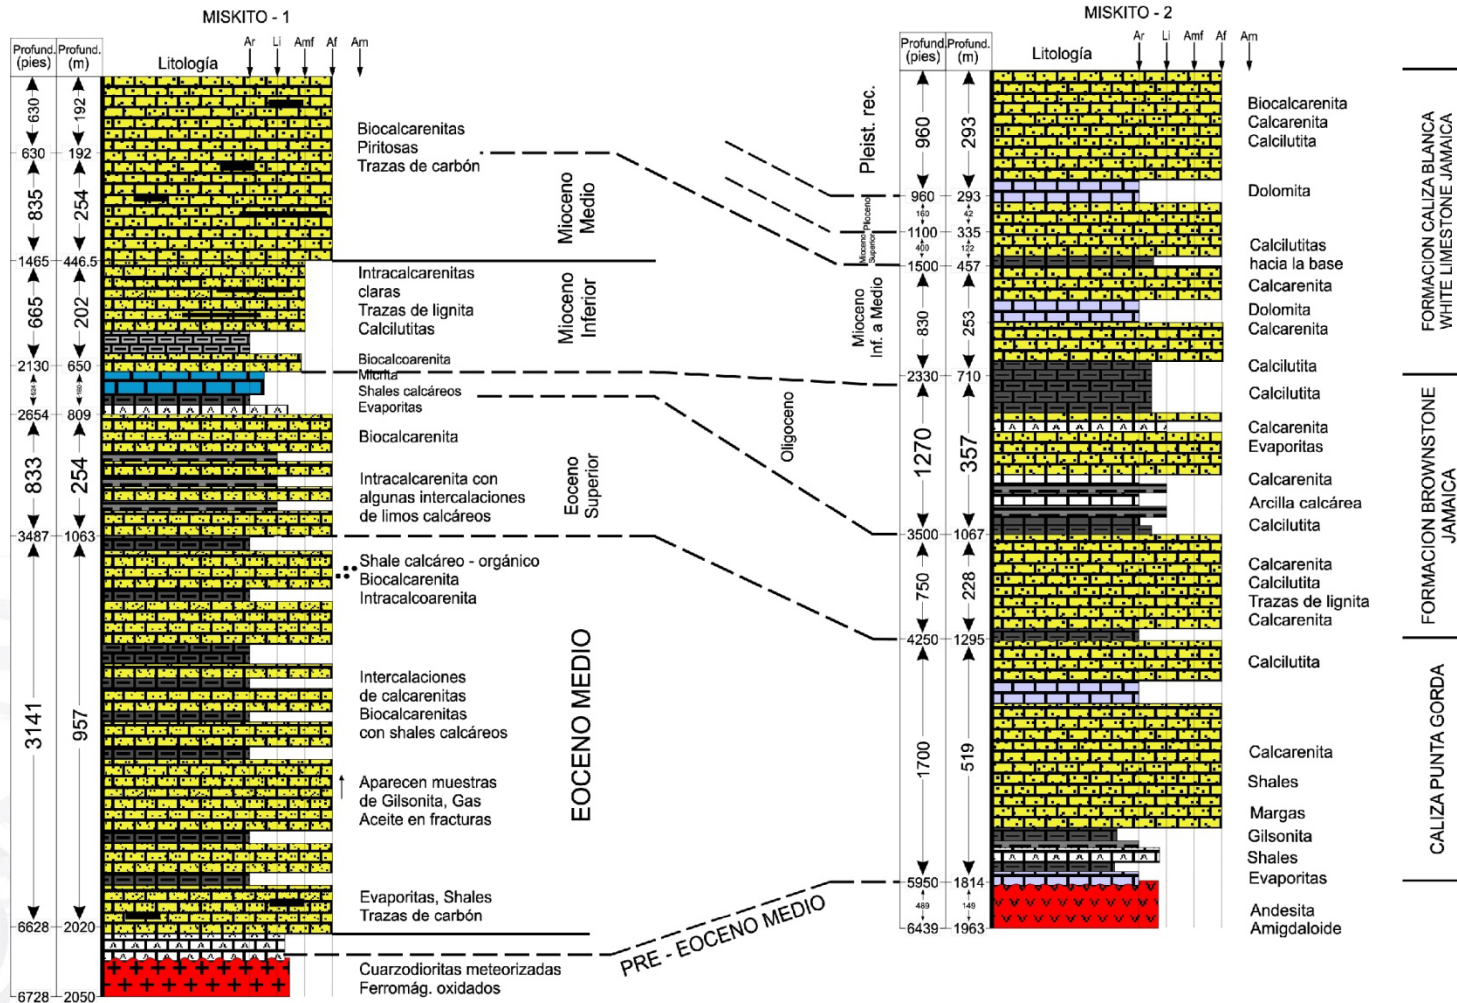 MISKITO - 1
Profund.
(pies)
Profund.
(m)
Litología
Ar
Li
Amf
Af
Am
630
192
630
192
835
254
1465
446.5
665
202
2130
650
2654
809
833
254
3487
1063
3141
957
6628
2020
6728
2050
Biocalcarenitas
Piritosas
Trazas de carbón
Intracalcarenitas
claras
Trazas de lignita
Calcilutitas
Biocalcoarenita
Micrita
Shales calcáreos
Evaporitas
Biocalcarenita
Intracalcarenita con
algunas intercalaciones
de limos calcáreos
Shale calcáreo - orgánico
Biocalcarenita
Intracalcoarenita
Intercalaciones
de calcarenitas
Biocalcarenitas
con shales calcáreos
Aparecen muestras
de Gilsonita, Gas
Aceite en fracturas
Evaporitas, Shales
Trazas de carbón
Cuarzodioritas meteorizadas
Ferromág. oxidados
Mioceno
Medio
Mioceno
Inferior
Eoceno
Superior
EOCENO MEDIO
PRE - EOCENO MEDIO
MISKITO - 2
Profund.
(pies)
Profund.
(m)
Litología
Ar
Li
Amf
Af
Am
Pleist. rec.
Plioceno
Mioceno
Superior
Mioceno
Inf. a Medio
Oligoceno
960
293
960
293
160
42
1100
335
400
122
1500
457
830
253
2330
710
1270
357
3500
1067
750
228
4250
1295
1700
519
5950
1814
489
149
6439
1963
Biocalcarenita
Calcarenita
Calcilutita
Dolomita
Calcilutitas
hacia la base
Calcarenita
Dolomita
Calcarenita
Calcilutita
Calcilutita
Calcarenita
Evaporitas
Calcarenita
Arcilla calcárea
Calcilutita
Calcarenita
Calcilutita
Trazas de lignita
Calcarenita
Calcilutita
Calcarenita
Shales
Margas
Gilsonita
Shales
Evaporitas
Andesita
Amigdaloide
FORMACION CALIZA BLANCA
WHITE LIMESTONE JAMAICA
FORMACION BROWNSTONE
JAMAICA
CALIZA PUNTA GORDA